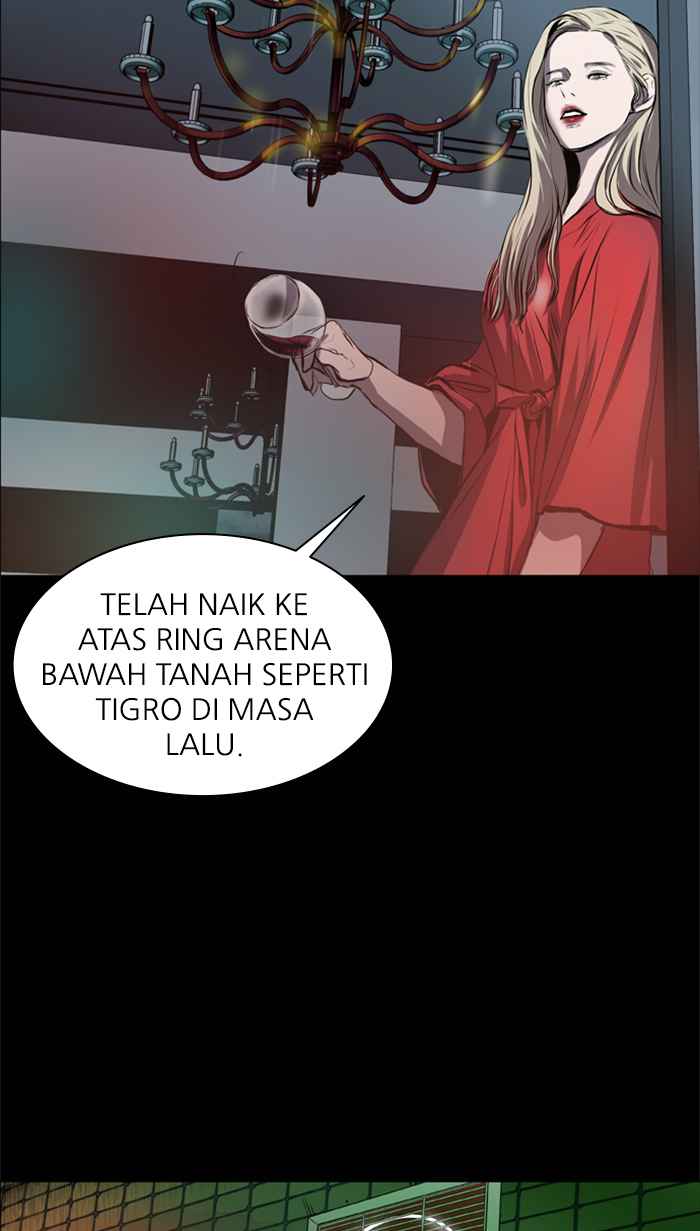 TELAH NAIK KE
ATAS RING ARENA
BAWAH TANAH SEPERTI
TIGRO DI MASA
LALU.